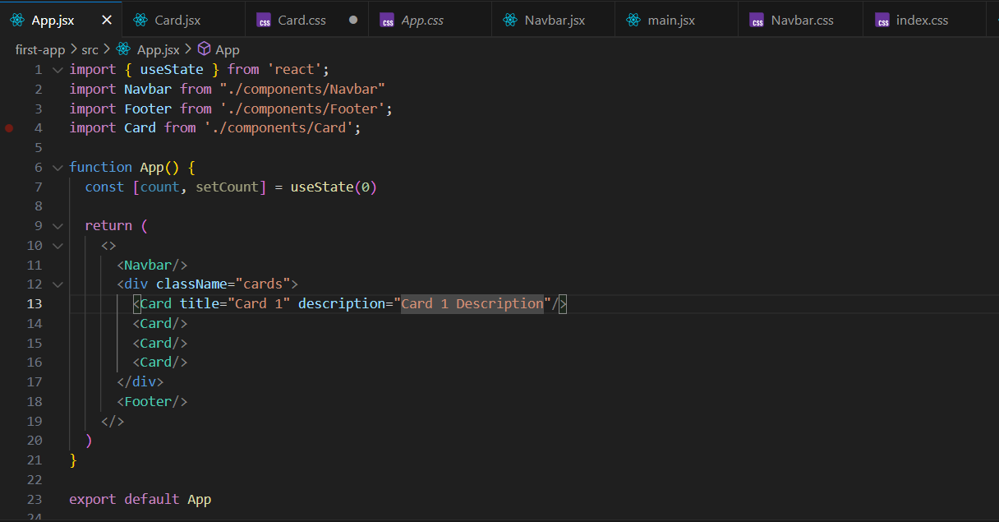 App.jsx Card.jsx css Card.css css App.css Navbar.jsx main.jsx css Navbar.css css index.css
first-app > src > App.jsx > App
1 import { useState } from 'react';
2 import Navbar from "./components/Navbar"
3 import Footer from './components/Footer';
4 import Card from './components/Card';
5
6 function App() {
7 const [count, setCount] = useState(0)
8
9 return (
10 <>
11 <Navbar/>
12 <div className="cards">
13 <Card title="Card 1" description="Card 1 Description"/>
14 <Card/>
15 <Card/>
16 <Card/>
17 </div>
18 <Footer/>
19 </>
20 )
21 }
22
23 export default App
24